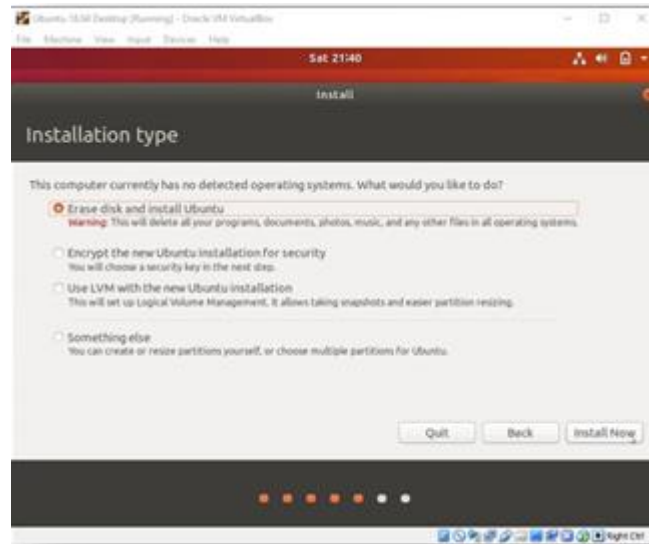 Ubuntu 18.04 Desktop [Running] - Oracle VM VirtualBox
File Machine View Input Devices Help
Sat 21:40
Install
Installation type
This computer currently has no detected operating systems. What would you like to do?
Erase disk and install Ubuntu
Warning: This will delete all your programs, documents, photos, music, and any other files in all operating systems.
Encrypt the new Ubuntu installation for security
You will choose a security key in the next step.
Use LVM with the new Ubuntu installation
This will set up Logical Volume Management. It allows taking snapshots and easier partition resizing.
Something else
You can create or resize partitions yourself, or choose multiple partitions for Ubuntu.
Quit Back Install Now
Right Ctrl